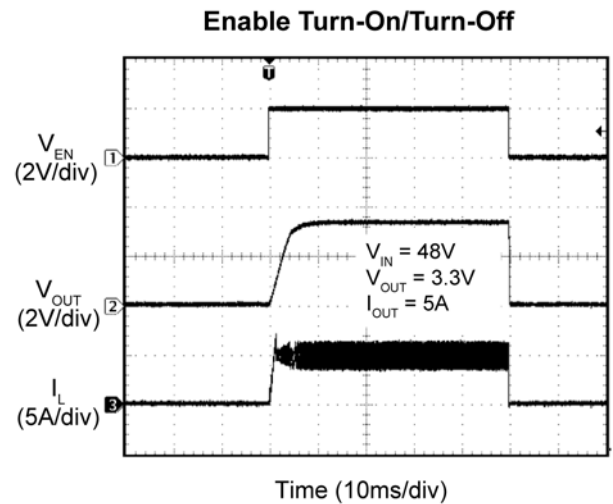 Enable Turn-On/Turn-Off
T
V_EN
(2V/div)
1
V_OUT
(2V/div)
2
V_IN = 48V
V_OUT = 3.3V
I_OUT = 5A
I_L
(5A/div)
3
Time (10ms/div)